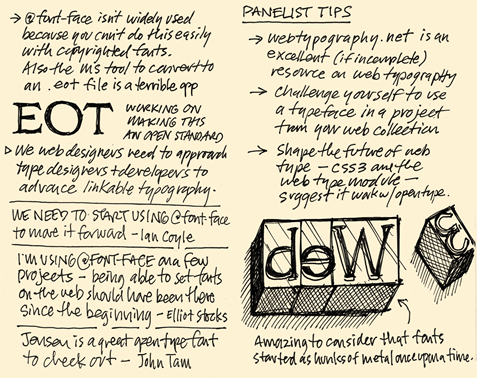 → @font-face isn't widely used
because you can't do this easily
with copyrighted fonts.
Also the MS tool to convert to
an .eot file is a terrible app
EOT
WORKING ON
MAKING THIS
AN OPEN STANDARD
▷ We web designers need to approach
type designers + developers to
advance linkable typography.
WE NEED TO START USING @font-face
to move it forward – Ian Coyle
I'M USING @FONT-FACE on a few
projects – being able to set fonts
on the web should have been there
since the beginning – Elliot Stocks
Jenson is a great opentype font
to check out – John Tam
PANELIST TIPS
→ webtypography.net is an
excellent (if incomplete)
resource on web typography
→ Challenge yourself to use
a typeface in a project
from your web collection
→ Shape the future of web
type – CSS3 and the
web type module –
suggest it work w/opentype.
Web
3
Amazing to consider that fonts
started as hunks of metal once upon a time.